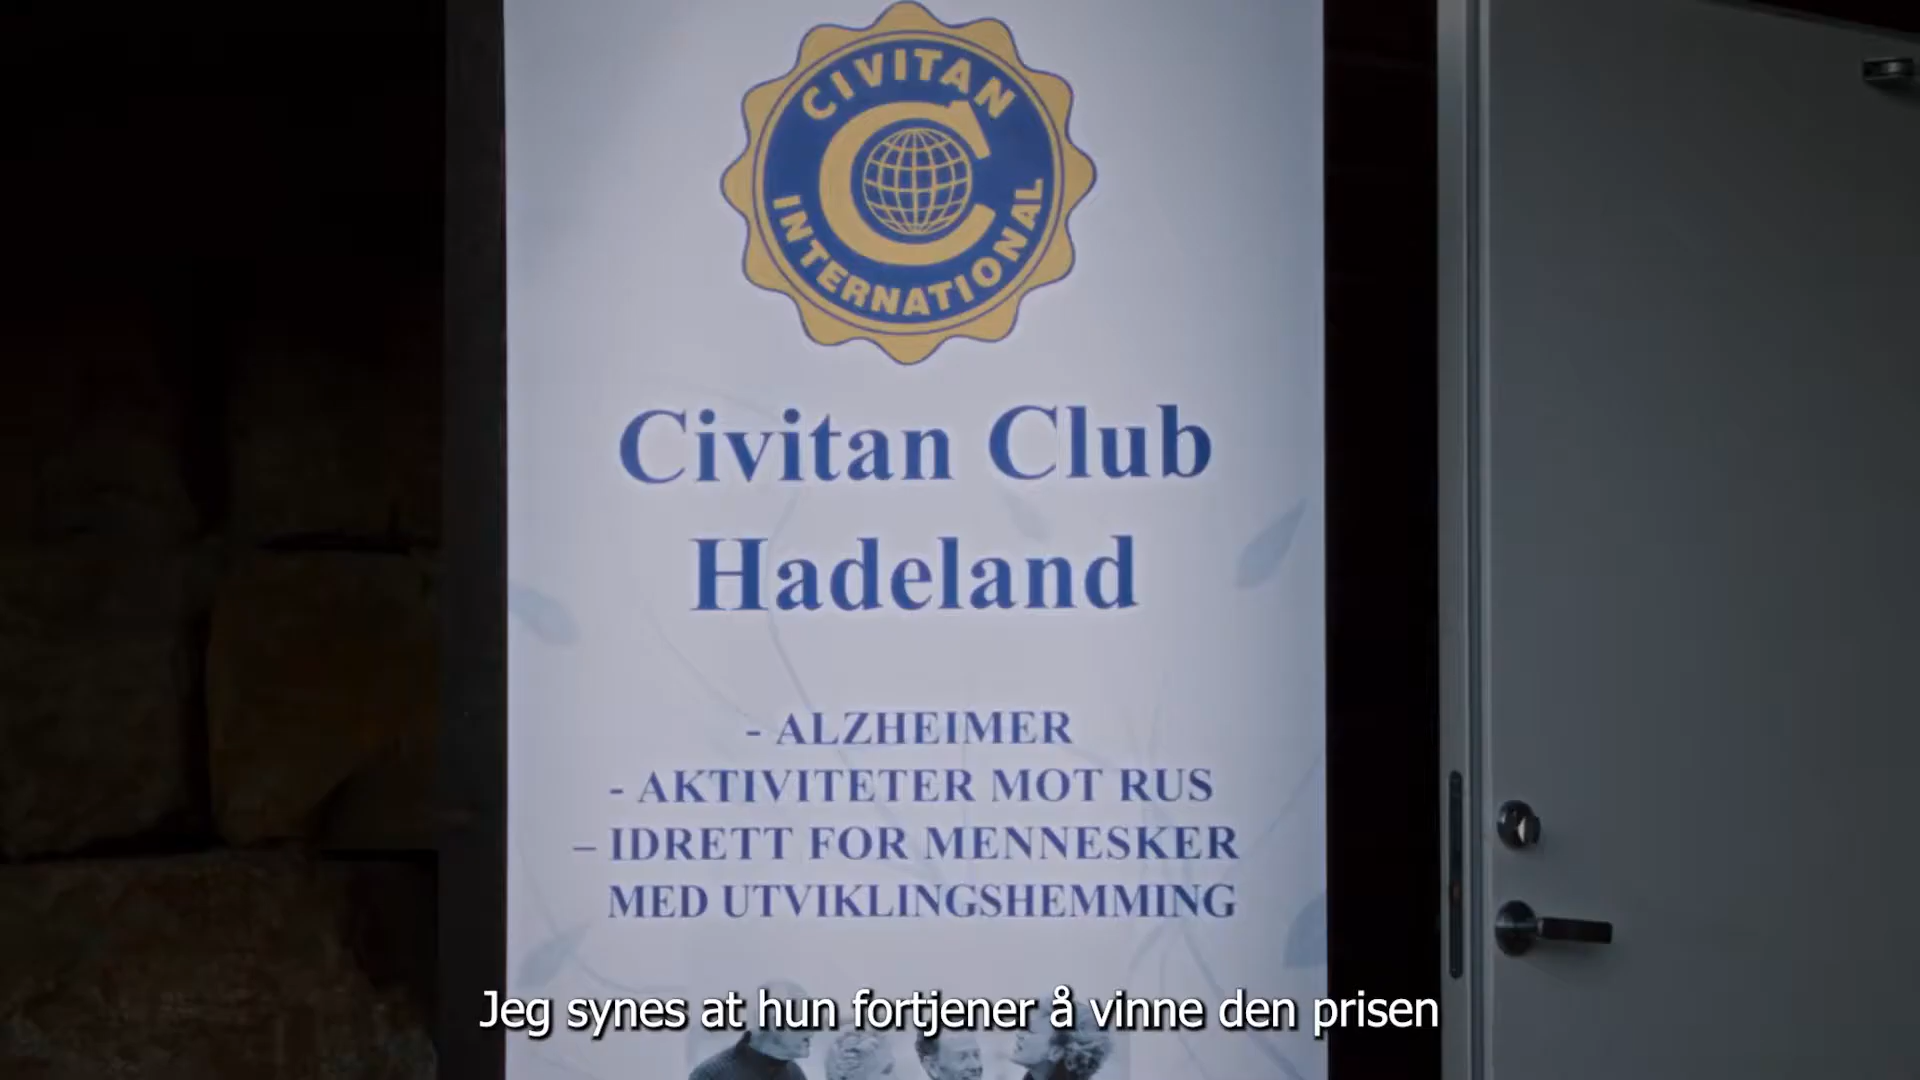 CIVITAN
INTERNATIONAL
Civitan Club
Hadeland
- ALZHEIMER
- AKTIVITETER MOT RUS
– IDRETT FOR MENNESKER
MED UTVIKLINGSHEMMING
Jeg synes at hun fortjener å vinne den prisen